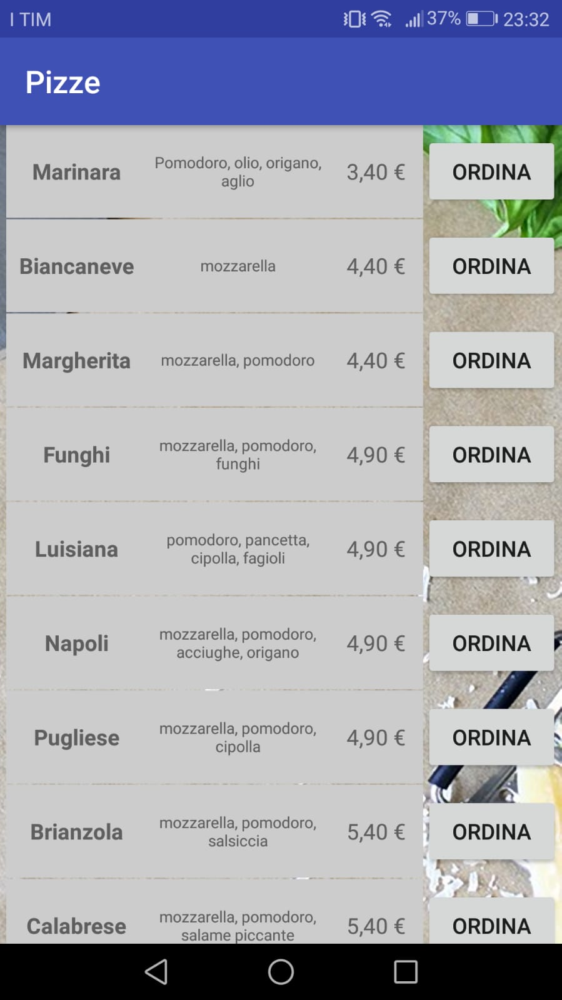 I TIM 37% 23:32
Pizze
Marinara Pomodoro, olio, origano, aglio 3,40 € ORDINA
Biancaneve mozzarella 4,40 € ORDINA
Margherita mozzarella, pomodoro 4,40 € ORDINA
Funghi mozzarella, pomodoro, funghi 4,90 € ORDINA
Luisiana pomodoro, pancetta, cipolla, fagioli 4,90 € ORDINA
Napoli mozzarella, pomodoro, acciughe, origano 4,90 € ORDINA
Pugliese mozzarella, pomodoro, cipolla 4,90 € ORDINA
Brianzola mozzarella, pomodoro, salsiccia 5,40 € ORDINA
Calabrese mozzarella, pomodoro, salame piccante 5,40 € ORDINA